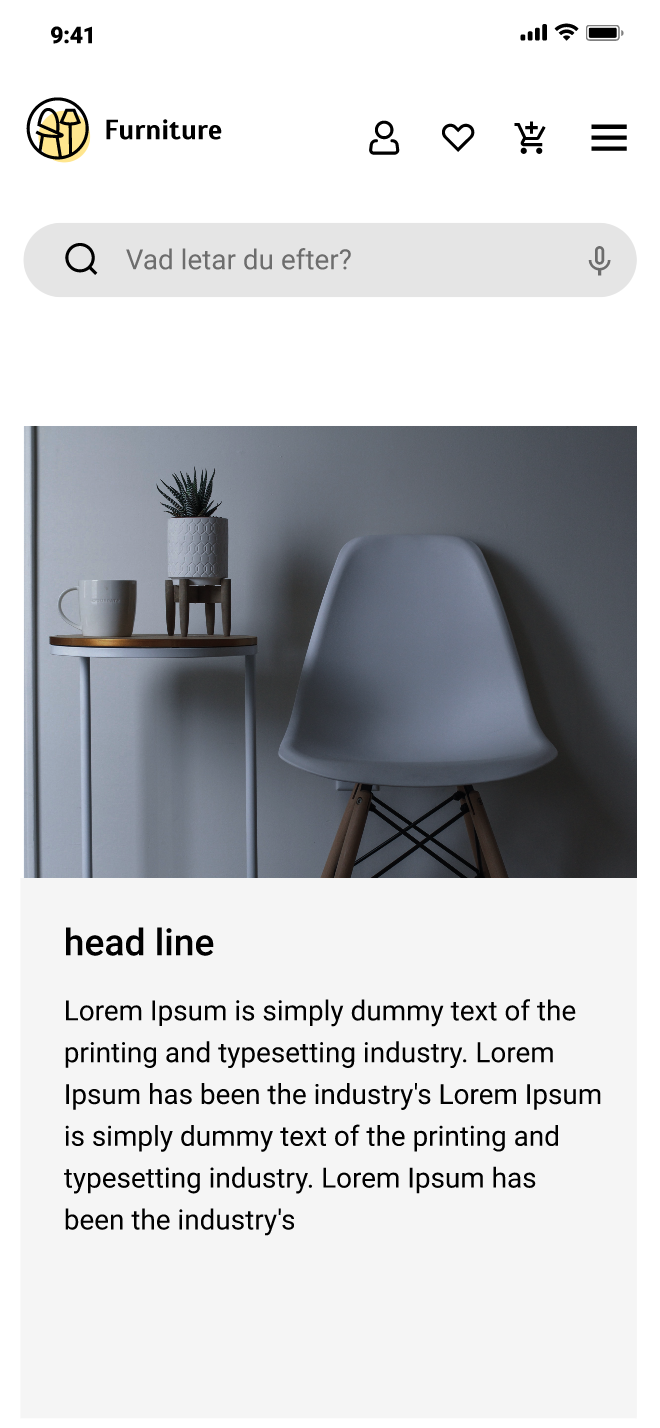 9:41
Furniture
Vad letar du efter?
head line
Lorem Ipsum is simply dummy text of the
printing and typesetting industry. Lorem
Ipsum has been the industry's Lorem Ipsum
is simply dummy text of the printing and
typesetting industry. Lorem Ipsum has
been the industry's